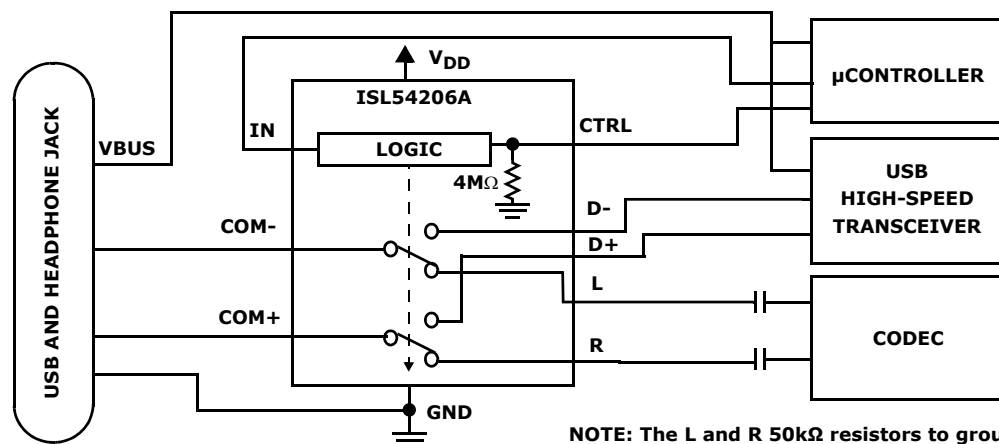 USB AND HEADPHONE JACK
VBUS
COM-
COM+
IN
VDD
ISL54206A
LOGIC
4MΩ
CTRL
D-
D+
L
R
GND
µCONTROLLER
USB
HIGH-SPEED
TRANSCEIVER
CODEC
NOTE: The L and R 50kΩ resistors to